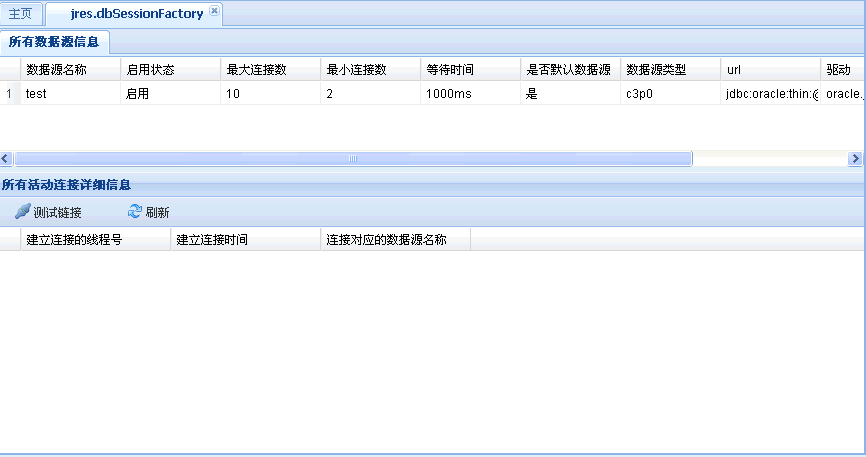 主页 jres.dbSessionFactory
所有数据源信息
数据源名称 启用状态 最大连接数 最小连接数 等待时间 是否默认数据源 数据源类型 url 驱动
1 test 启用 10 2 1000ms 是 c3p0 jdbc:oracle:thin:@ oracle.
所有活动连接详细信息
测试链接 刷新
建立连接的线程号 建立连接时间 连接对应的数据源名称